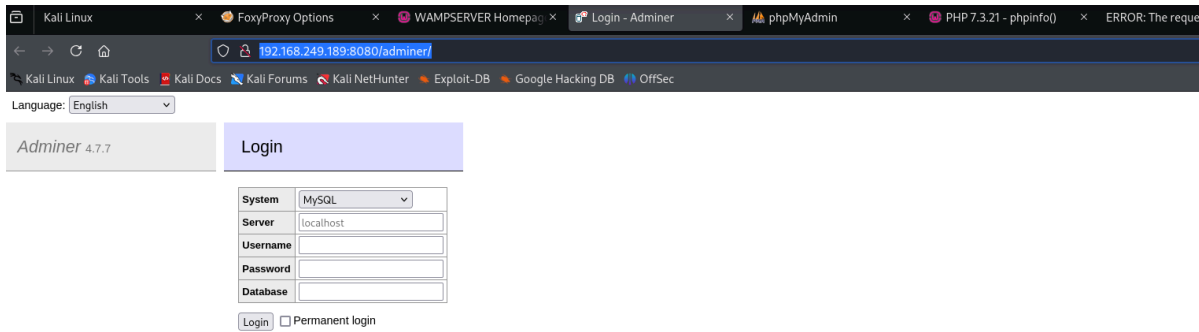 Kali Linux FoxyProxy Options WAMPSERVER Homepag Login - Adminer phpMyAdmin PHP 7.3.21 - phpinfo() ERROR: The reque
192.168.249.189:8080/adminer/
Kali Linux Kali Tools Kali Docs Kali Forums Kali NetHunter Exploit-DB Google Hacking DB OffSec
Language: English
Adminer 4.7.7
Login
System MySQL
Server localhost
Username
Password
Database
Login Permanent login